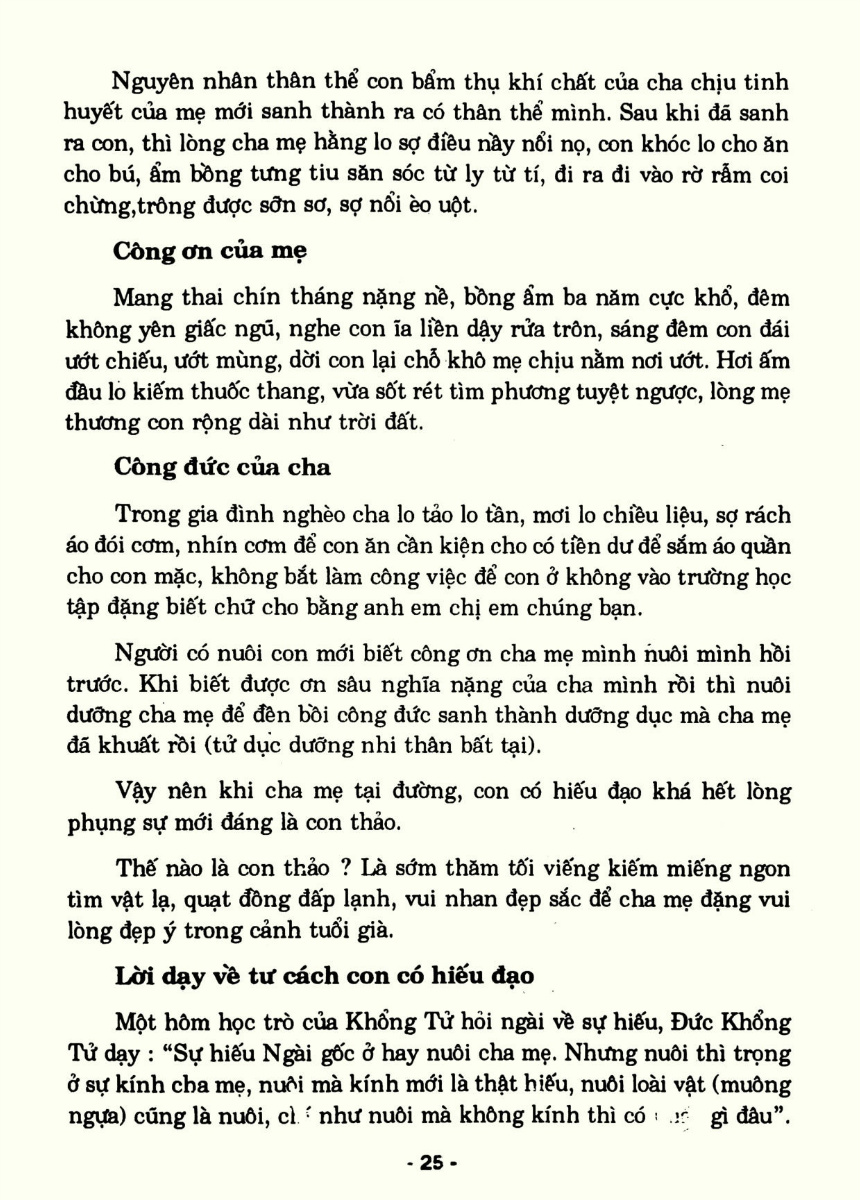 Nguyên nhân thân thể con bẩm thụ khí chất của cha chịu tinh
huyết của mẹ mới sanh thành ra có thân thể mình. Sau khi đã sanh
ra con, thì lòng cha mẹ hằng lo sợ điều nầy nổi nọ, con khóc lo cho ăn
cho bú, ẩm bồng tưng tiu săn sóc từ ly từ tí, đi ra đi vào rờ rẫm coi
chừng,trông được sỡn sơ, sợ nổi èo uột.
Công ơn của mẹ
Mang thai chín tháng nặng nề, bồng ẩm ba năm cực khổ, đêm
không yên giấc ngũ, nghe con ĩa liền dậy rửa trôn, sáng đêm con đái
ướt chiếu, ướt mùng, dời con lại chỗ khô mẹ chịu nằm nơi ướt. Hơi ấm
đầu lo kiếm thuốc thang, vừa sốt rét tìm phương tuyệt ngược, lòng mẹ
thương con rộng dài như trời đất.
Công đức của cha
Trong gia đình nghèo cha lo tảo lo tần, mơi lo chiều liệu, sợ rách
áo đói cơm, nhín cơm để con ăn cần kiện cho có tiền dư để sắm áo quần
cho con mặc, không bắt làm công việc để con ở không vào trường học
tập đặng biết chữ cho bằng anh em chị em chúng bạn.
Người có nuôi con mới biết công ơn cha mẹ mình nuôi mình hồi
trước. Khi biết được ơn sâu nghĩa nặng của cha mình rồi thì nuôi
dưỡng cha mẹ để đền bồi công đức sanh thành dưỡng dục mà cha mẹ
đã khuất rồi (tử dục dưỡng nhi thân bất tại).
Vậy nên khi cha mẹ tại đường, con có hiếu đạo khá hết lòng
phụng sự mới đáng là con thảo.
Thế nào là con thảo ? Là sớm thăm tối viếng kiếm miếng ngon
tìm vật lạ, quạt đồng đấp lạnh, vui nhan đẹp sắc để cha mẹ đặng vui
lòng đẹp ý trong cảnh tuổi già.
Lời dạy về tư cách con có hiếu đạo
Một hôm học trò của Khổng Tử hỏi ngài về sự hiếu, Đức Khổng
Tử dạy : “Sự hiếu Ngài gốc ở hay nuôi cha mẹ. Nhưng nuôi thì trọng
ở sự kính cha mẹ, nuôi mà kính mới là thật hiếu, nuôi loài vật (muông
ngựa) cũng là nuôi, như nuôi mà không kính thì có gì đâu”.
- 25 -